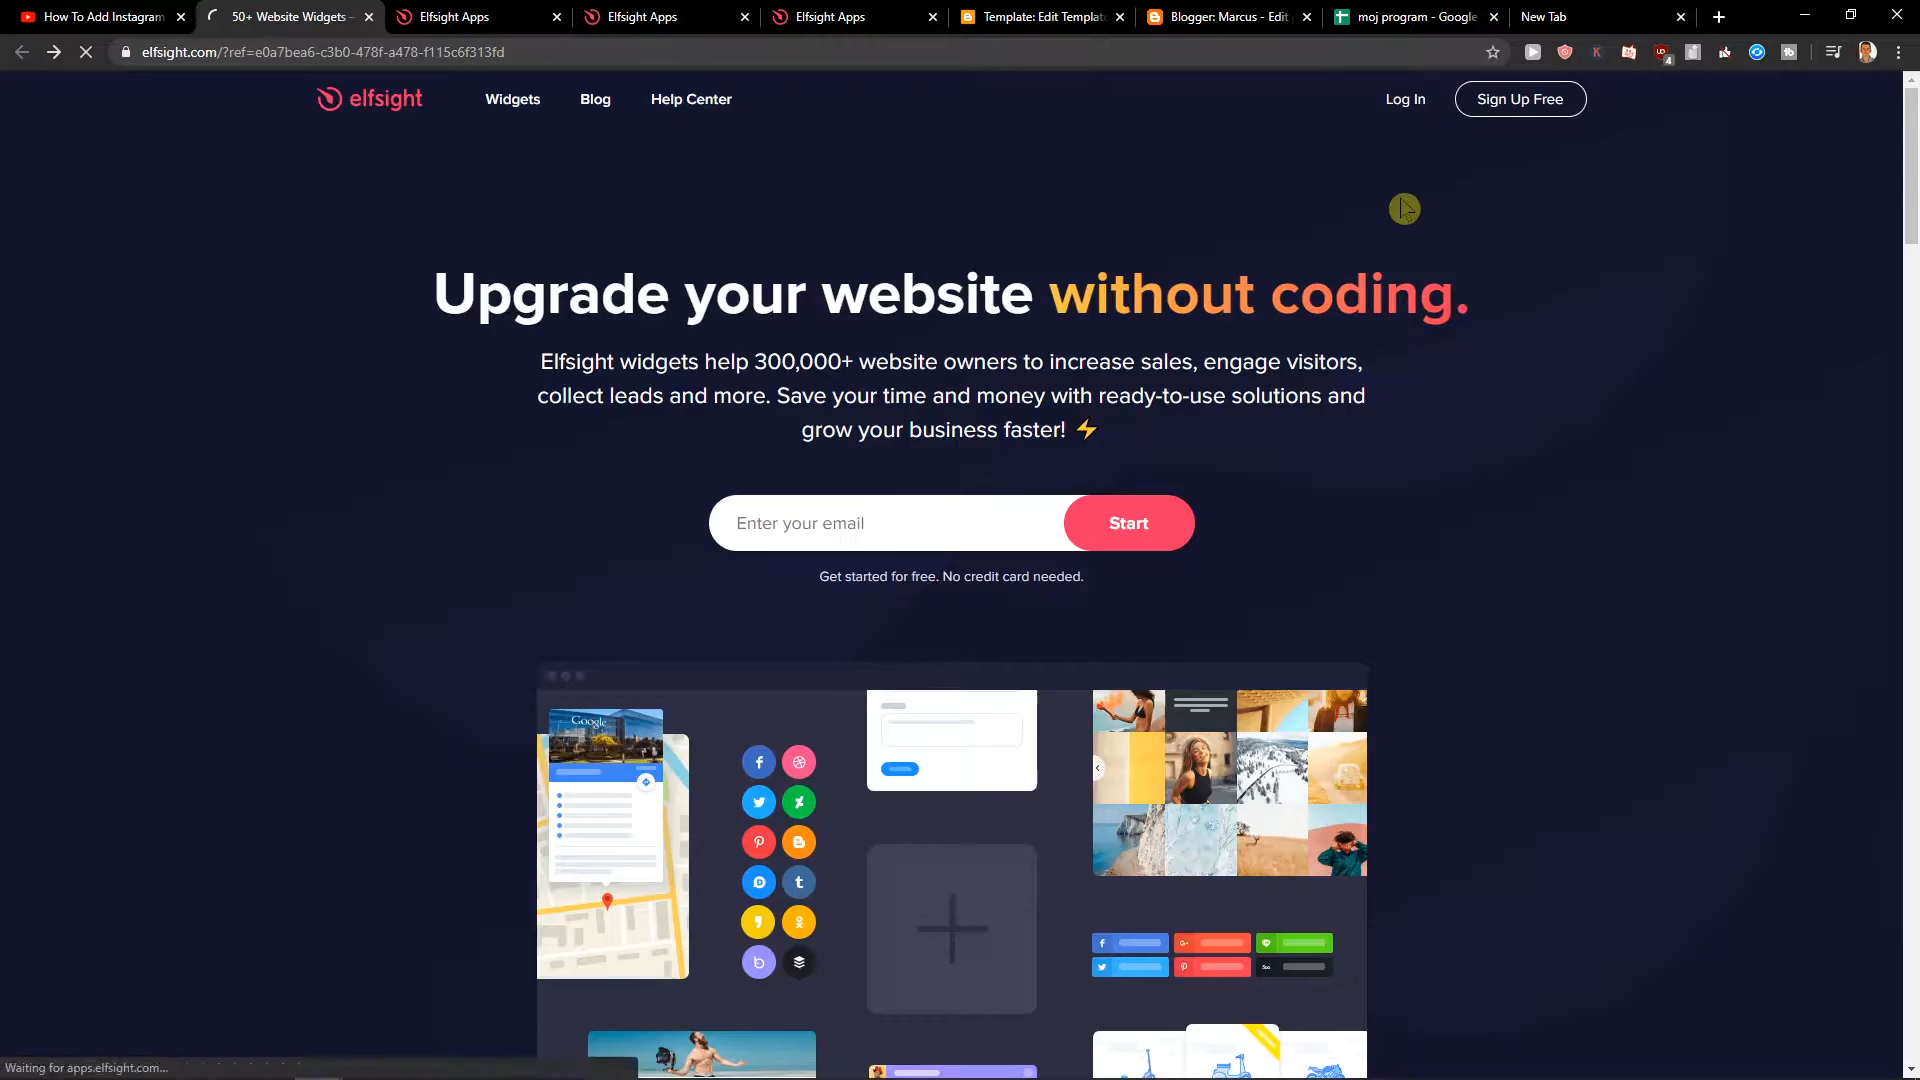 How To Add Instagram
50+ Website Widgets –
Elfsight Apps
Elfsight Apps
Elfsight Apps
Template: Edit Template
Blogger: Marcus - Edit
moj program - Google
New Tab
elfsight.com/?ref=e0a7bea6-c3b0-478f-a478-f115c6f313fd
elfsight
Widgets
Blog
Help Center
Log In
Sign Up Free
Upgrade your website without coding.
Elfsight widgets help 300,000+ website owners to increase sales, engage visitors,
collect leads and more. Save your time and money with ready-to-use solutions and
grow your business faster! ⚡
Enter your email
Start
Get started for free. No credit card needed.
Google
Waiting for apps.elfsight.com...